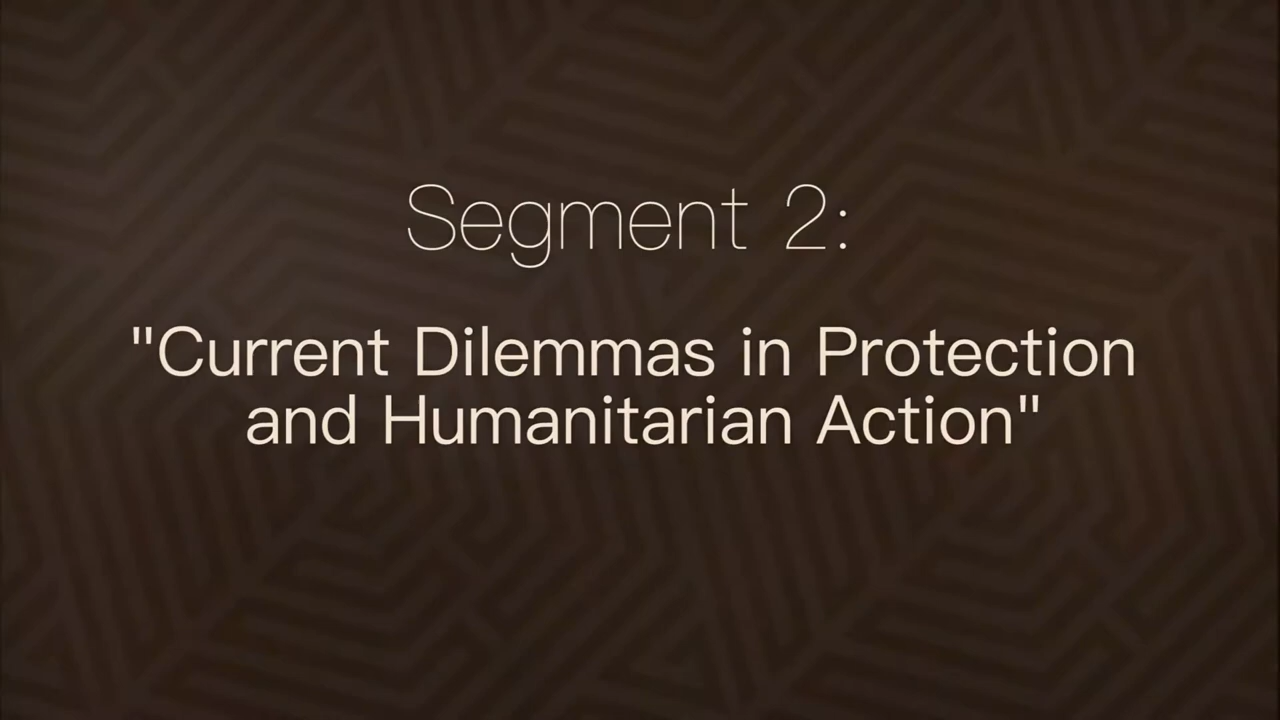 Segment 2:
"Current Dilemmas in Protection
and Humanitarian Action"